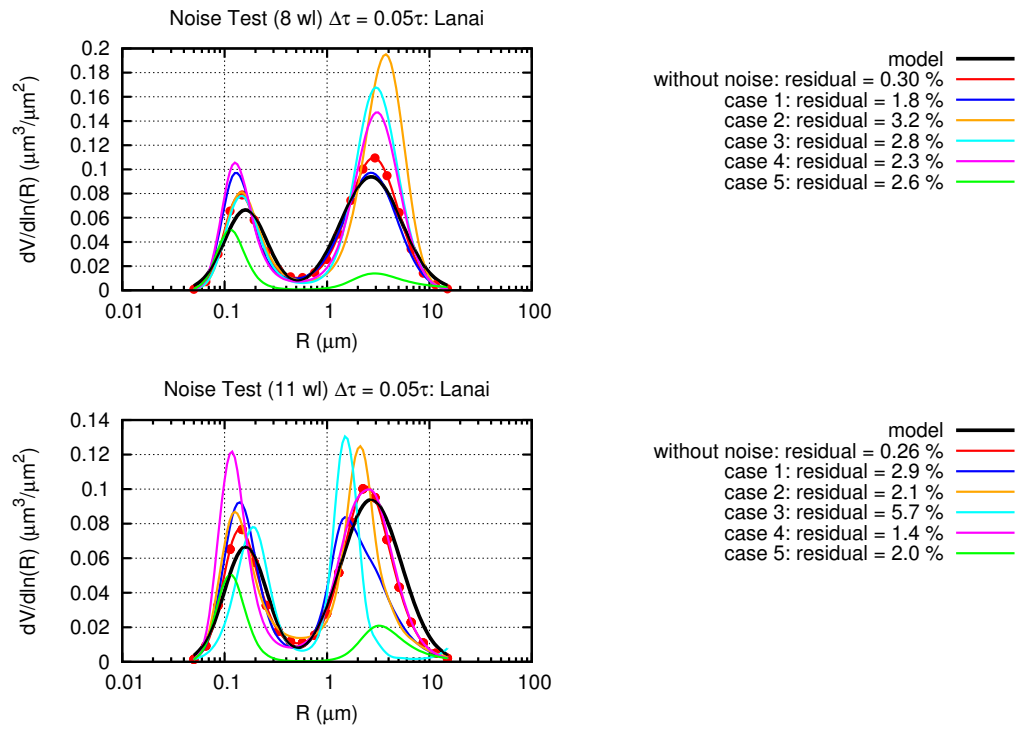 Noise Test (8 wl) Δτ = 0.05τ: Lanai
dV/dln(R) (μm³/μm²)
0.2
0.18
0.16
0.14
0.12
0.1
0.08
0.06
0.04
0.02
0
0.01 0.1 1 10 100
R (μm)
model
without noise: residual = 0.30 %
case 1: residual = 1.8 %
case 2: residual = 3.2 %
case 3: residual = 2.8 %
case 4: residual = 2.3 %
case 5: residual = 2.6 %
Noise Test (11 wl) Δτ = 0.05τ: Lanai
dV/dln(R) (μm³/μm²)
0.14
0.12
0.1
0.08
0.06
0.04
0.02
0
0.01 0.1 1 10 100
R (μm)
model
without noise: residual = 0.26 %
case 1: residual = 2.9 %
case 2: residual = 2.1 %
case 3: residual = 5.7 %
case 4: residual = 1.4 %
case 5: residual = 2.0 %